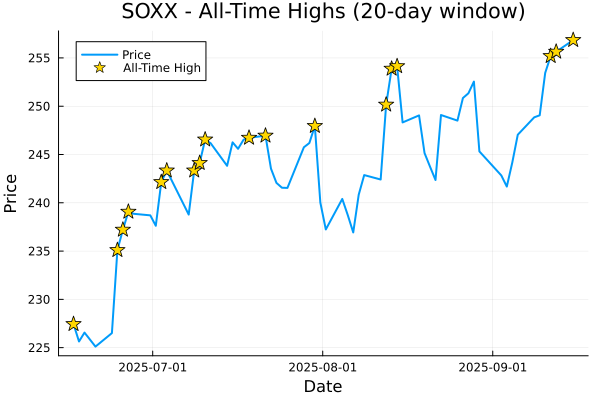 SOXX - All-Time Highs (20-day window)
Price
All-Time High
255
250
245
240
235
230
225
Price
2025-07-01
2025-08-01
2025-09-01
Date